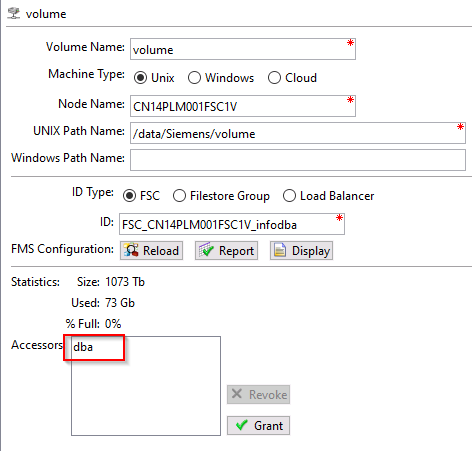 volume
Volume Name: volume *
Machine Type: Unix Windows Cloud
Node Name: CN14PLM001FSC1V *
UNIX Path Name: /data/Siemens/volume *
Windows Path Name:
ID Type: FSC Filestore Group Load Balancer
ID: FSC_CN14PLM001FSC1V_infodba *
FMS Configuration: Reload Report Display
Statistics: Size: 1073 Tb
Used: 73 Gb
% Full: 0%
Accessors dba
Revoke
Grant